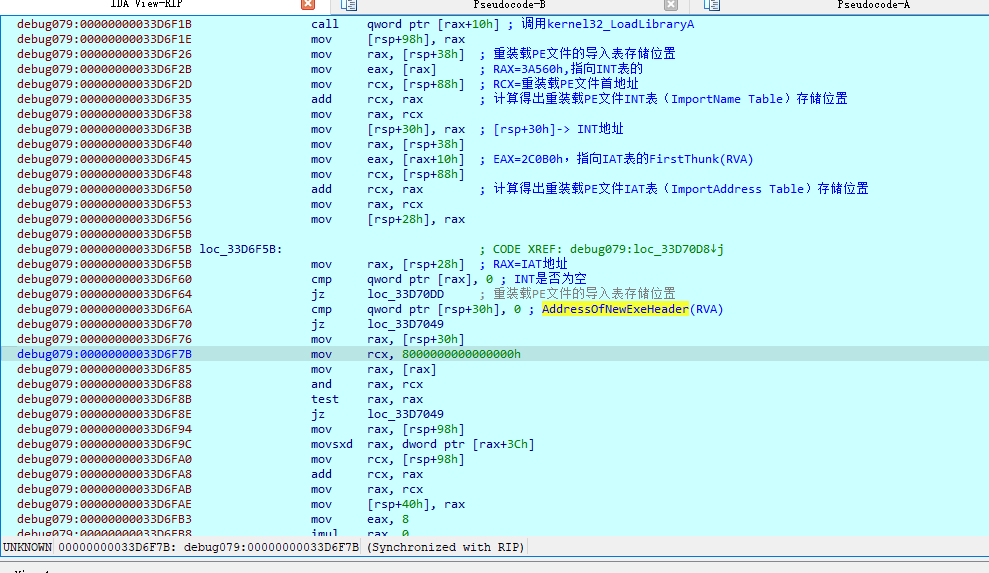 IDA View-RIP Pseudocode-B Pseudocode-A
debug079:00000000033D6F1B call qword ptr [rax+10h] ; 调用kernel32_LoadLibraryA
debug079:00000000033D6F1E mov [rsp+98h], rax
debug079:00000000033D6F26 mov rax, [rsp+38h] ; 重装载PE文件的导入表存储位置
debug079:00000000033D6F2B mov eax, [rax] ; RAX=3A560h,指向INT表的
debug079:00000000033D6F2D mov rcx, [rsp+88h] ; RCX=重装载PE文件首地址
debug079:00000000033D6F35 add rcx, rax ; 计算得出重装载PE文件INT表（ImportName Table）存储位置
debug079:00000000033D6F38 mov rax, rcx
debug079:00000000033D6F3B mov [rsp+30h], rax ; [rsp+30h]-> INT地址
debug079:00000000033D6F40 mov rax, [rsp+38h]
debug079:00000000033D6F45 mov eax, [rax+10h] ; EAX=2C0B0h，指向IAT表的FirstThunk(RVA)
debug079:00000000033D6F48 mov rcx, [rsp+88h]
debug079:00000000033D6F50 add rcx, rax ; 计算得出重装载PE文件IAT表（ImportAddress Table）存储位置
debug079:00000000033D6F53 mov rax, rcx
debug079:00000000033D6F56 mov [rsp+28h], rax
debug079:00000000033D6F5B
debug079:00000000033D6F5B loc_33D6F5B: ; CODE XREF: debug079:loc_33D70D8↓j
debug079:00000000033D6F5B mov rax, [rsp+28h] ; RAX=IAT地址
debug079:00000000033D6F60 cmp qword ptr [rax], 0 ; INT是否为空
debug079:00000000033D6F64 jz loc_33D70DD ; 重装载PE文件的导入表存储位置
debug079:00000000033D6F6A cmp qword ptr [rsp+30h], 0 ; AddressOfNewExeHeader(RVA)
debug079:00000000033D6F70 jz loc_33D7049
debug079:00000000033D6F76 mov rax, [rsp+30h]
debug079:00000000033D6F7B mov rcx, 8000000000000000h
debug079:00000000033D6F85 mov rax, [rax]
debug079:00000000033D6F88 and rax, rcx
debug079:00000000033D6F8B test rax, rax
debug079:00000000033D6F8E jz loc_33D7049
debug079:00000000033D6F94 mov rax, [rsp+98h]
debug079:00000000033D6F9C movsxd rax, dword ptr [rax+3Ch]
debug079:00000000033D6FA0 mov rcx, [rsp+98h]
debug079:00000000033D6FA8 add rcx, rax
debug079:00000000033D6FAB mov rax, rcx
debug079:00000000033D6FAE mov [rsp+40h], rax
debug079:00000000033D6FB3 mov eax, 8
debug079:00000000033D6FB8 imul rax, 0
UNKNOWN 00000000033D6F7B: debug079:00000000033D6F7B (Synchronized with RIP)